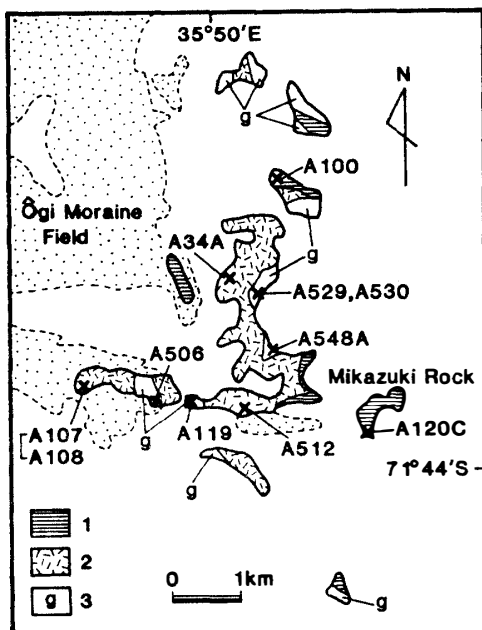 35°50′E
N
g
A100
Ôgi Moraine
Field
g
A34A
A529,A530
A548A
A506
Mikazuki Rock
g
A107
A108
A119
A512
A120C
71°44′S
g
1
2
g 3
0 1km
g